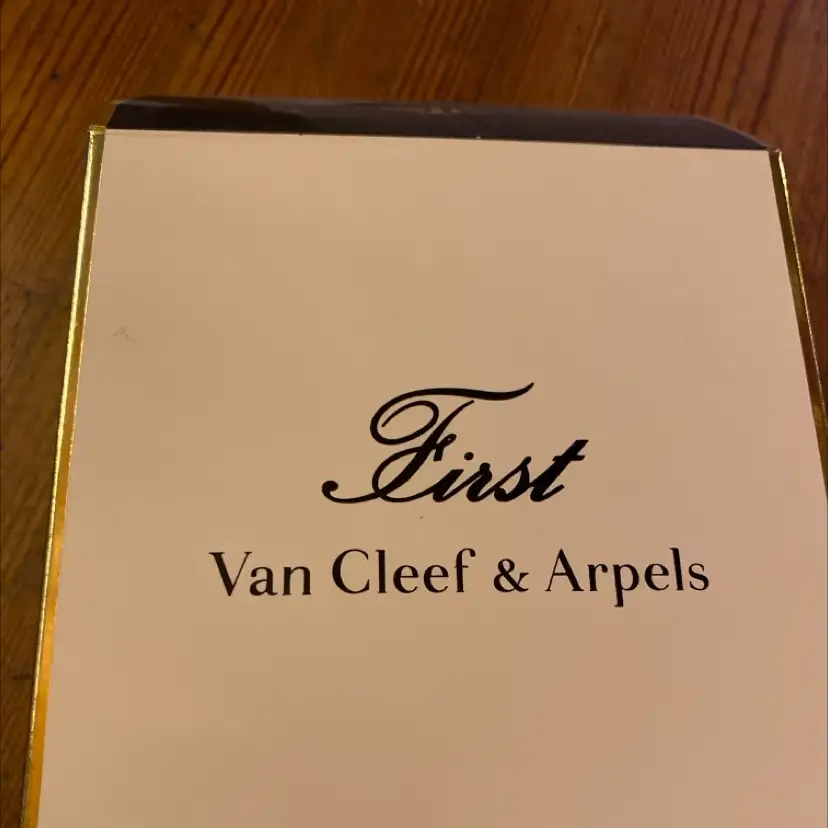 First
Van Cleef & Arpels